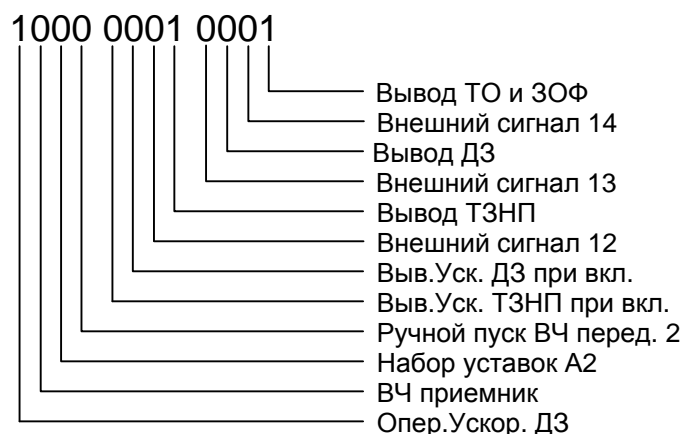 1000 0001 0001
Вывод ТО и ЗОФ
Внешний сигнал 14
Вывод ДЗ
Внешний сигнал 13
Вывод ТЗНП
Внешний сигнал 12
Выв.Уск. ДЗ при вкл.
Выв.Уск. ТЗНП при вкл.
Ручной пуск ВЧ перед. 2
Набор уставок А2
ВЧ приемник
Опер.Ускор. ДЗ